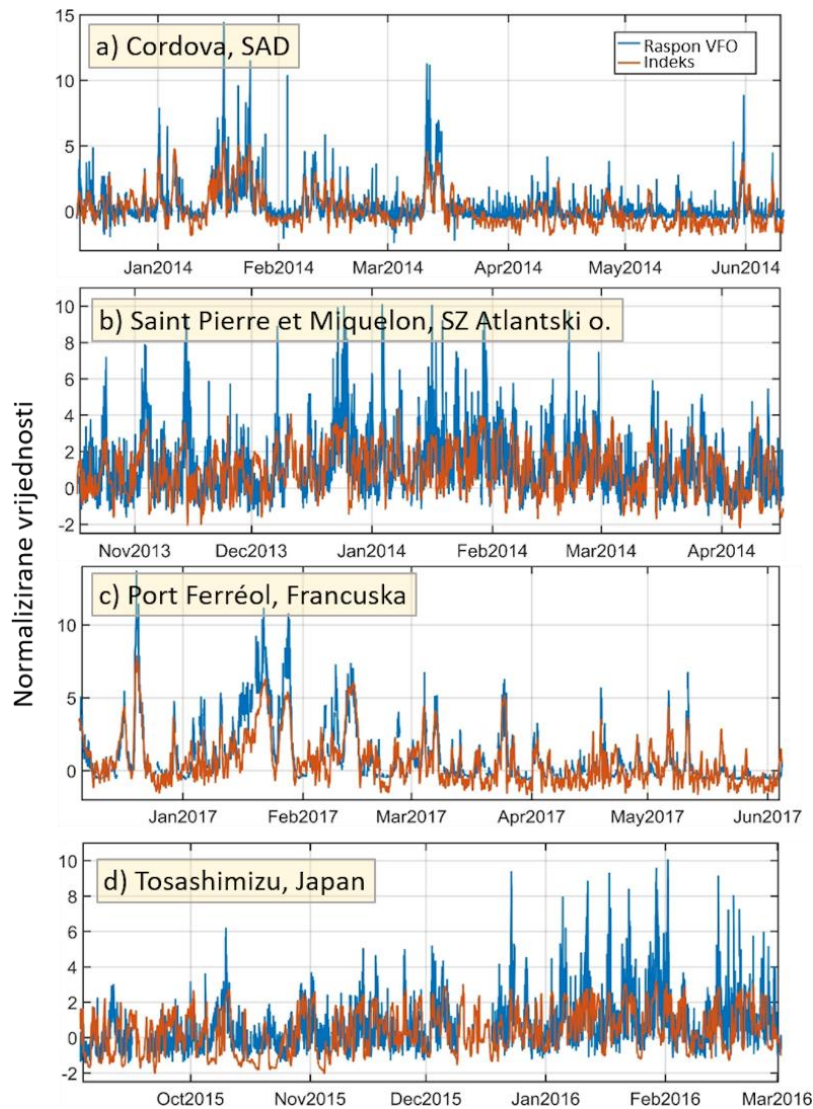 Normalizirane vrijednosti
a) Cordova, SAD
Raspon VFO
Indeks
15
10
5
0
Jan2014 Feb2014 Mar2014 Apr2014 May2014 Jun2014
b) Saint Pierre et Miquelon, SZ Atlantski o.
10
8
6
4
2
0
-2
Nov2013 Dec2013 Jan2014 Feb2014 Mar2014 Apr2014
c) Port Ferréol, Francuska
10
5
0
Jan2017 Feb2017 Mar2017 Apr2017 May2017 Jun2017
d) Tosashimizu, Japan
10
8
6
4
2
0
-2
Oct2015 Nov2015 Dec2015 Jan2016 Feb2016 Mar2016